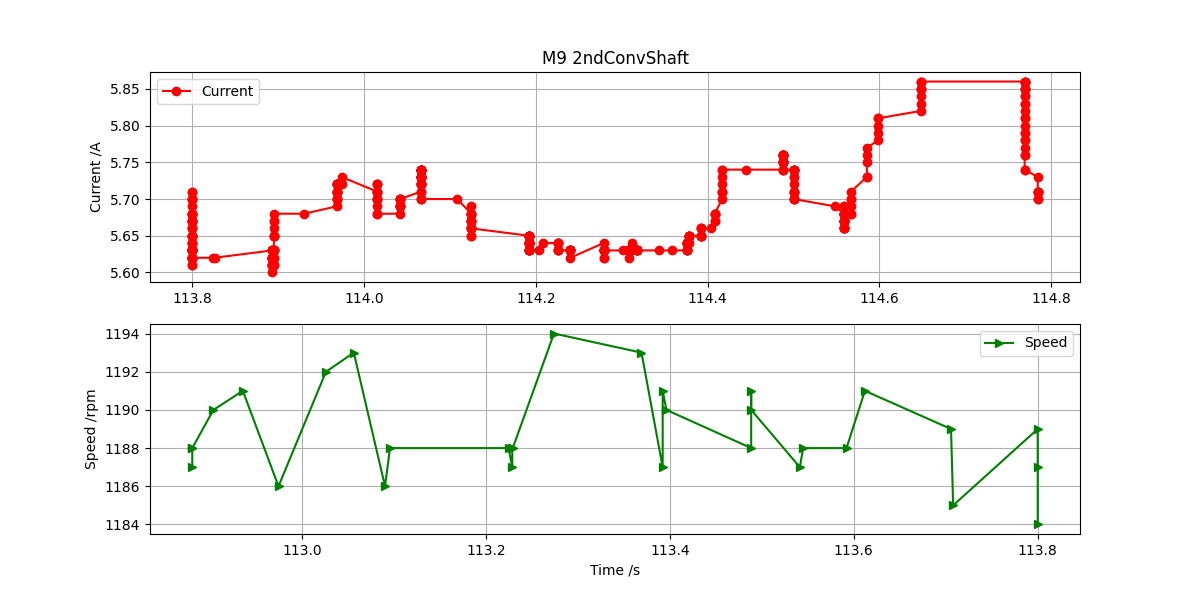 M9 2ndConvShaft
Current /A
5.85
5.80
5.75
5.70
5.65
5.60
Current
113.8 114.0 114.2 114.4 114.6 114.8
Speed /rpm
1194
1192
1190
1188
1186
1184
Speed
113.0 113.2 113.4 113.6 113.8
Time /s